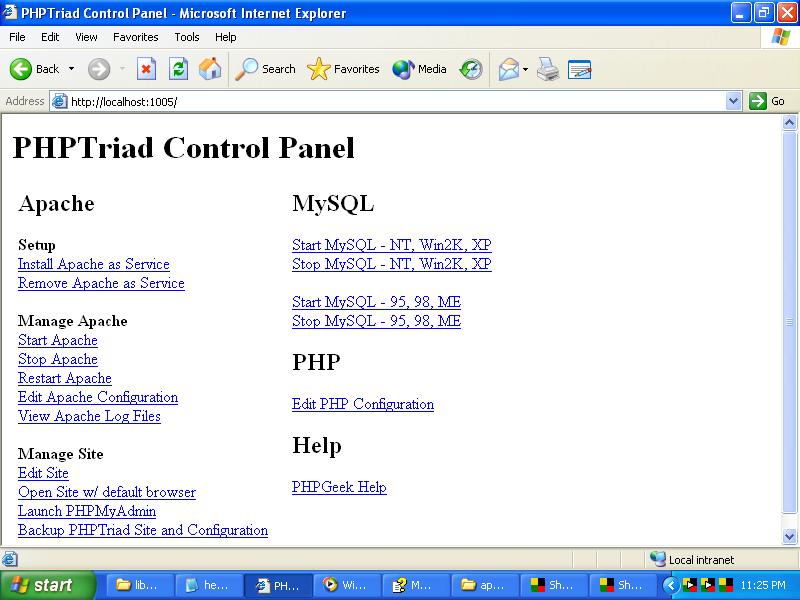 PHPTriad Control Panel - Microsoft Internet Explorer
File Edit View Favorites Tools Help
Back Search Favorites Media
Address http://localhost:1005/ Go
PHPTriad Control Panel
Apache
Setup
Install Apache as Service
Remove Apache as Service
Manage Apache
Start Apache
Stop Apache
Restart Apache
Edit Apache Configuration
View Apache Log Files
Manage Site
Edit Site
Open Site w/ default browser
Launch PHPMyAdmin
Backup PHPTriad Site and Configuration
MySQL
Start MySQL - NT, Win2K, XP
Stop MySQL - NT, Win2K, XP
Start MySQL - 95, 98, ME
Stop MySQL - 95, 98, ME
PHP
Edit PHP Configuration
Help
PHPGeek Help
Local intranet
start lib... he... PH... Wi... M... ap... Sh... Sh... 11:25 PM